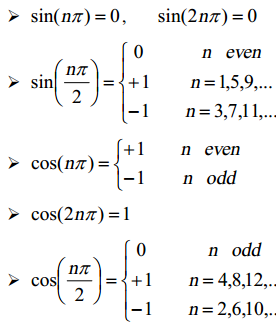 ➢ sin(nπ)=0, sin(2nπ)=0
➢ sin(nπ/2)={0 n even
+1 n=1,5,9,...
−1 n=3,7,11,...
➢ cos(nπ)={+1 n even
−1 n odd
➢ cos(2nπ)=1
➢ cos(nπ/2)={0 n odd
+1 n=4,8,12,..
−1 n=2,6,10,..